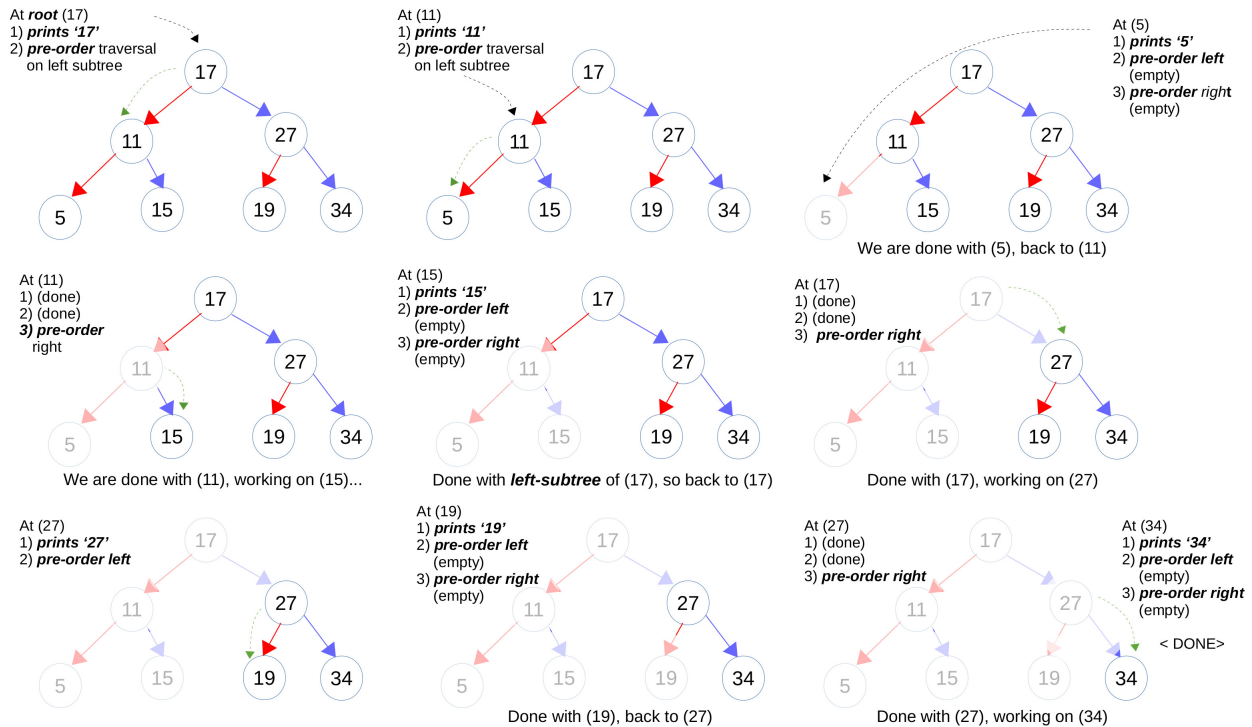 At root (17)
1) prints ‘17’
2) pre-order traversal
on left subtree
17
11
27
5
15
19
34
At (11)
1) prints ‘11’
2) pre-order traversal
on left subtree
17
11
27
5
15
19
34
At (5)
1) prints ‘5’
2) pre-order left
(empty)
3) pre-order right
(empty)
17
11
27
5
15
19
34
We are done with (5), back to (11)
At (11)
1) (done)
2) (done)
3) pre-order
right
17
11
27
5
15
19
34
We are done with (11), working on (15)...
At (15)
1) prints ‘15’
2) pre-order left
(empty)
3) pre-order right
(empty)
17
11
27
5
15
19
34
Done with left-subtree of (17), so back to (17)
At (17)
1) (done)
2) (done)
3) pre-order right
17
11
27
5
15
19
34
Done with (17), working on (27)
At (27)
1) prints ‘27’
2) pre-order left
17
11
27
5
15
19
34
At (19)
1) prints ‘19’
2) pre-order left
(empty)
3) pre-order right
(empty)
17
11
27
5
15
19
34
Done with (19), back to (27)
At (27)
1) (done)
2) (done)
3) pre-order right
17
11
27
5
15
19
34
At (34)
1) prints ‘34’
2) pre-order left
(empty)
3) pre-order right
(empty)
< DONE>
Done with (27), working on (34)